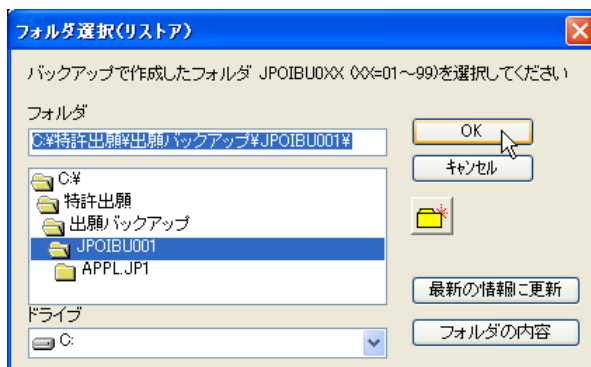 フォルダ選択(リストア)
バックアップで作成したフォルダ JPOIBU0XX (XX=01～99)を選択してください
フォルダ
C:¥特許出願¥出願バックアップ¥JPOIBU001¥
OK
キャンセル
C:¥
特許出願
出願バックアップ
JPOIBU001
APPL.JP1
最新の情報に更新
ドライブ
C:
フォルダの内容